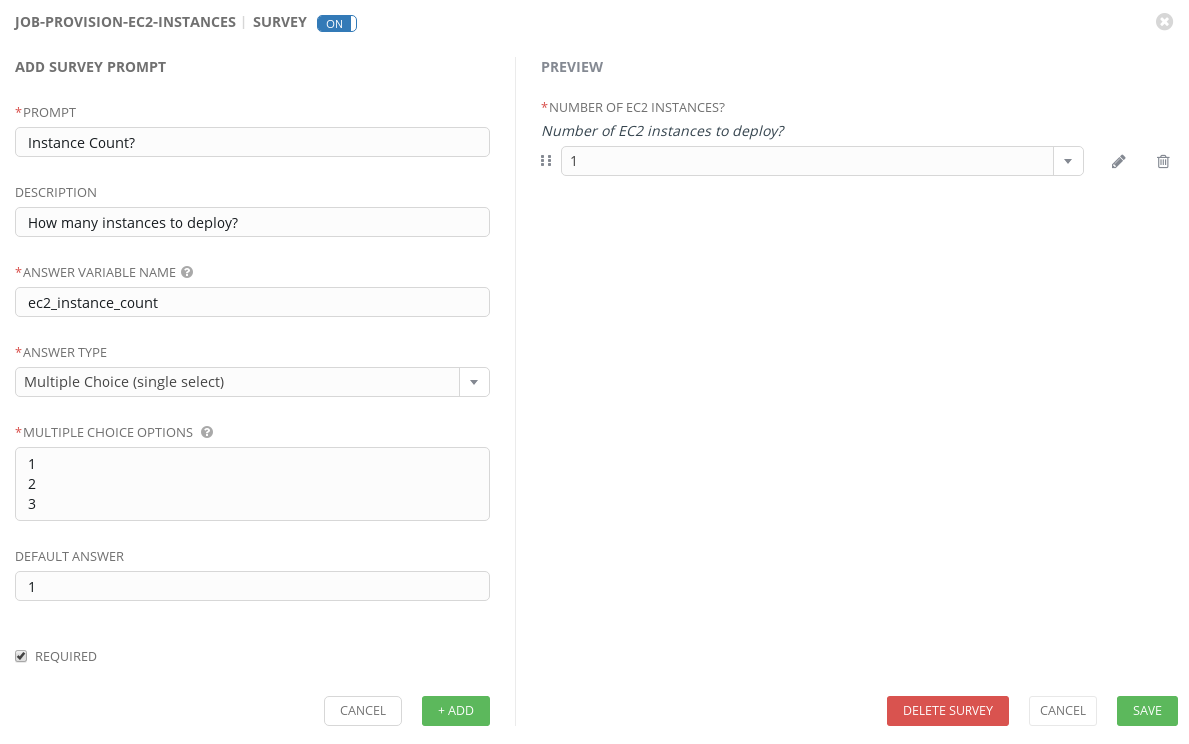 JOB-PROVISION-EC2-INSTANCES | SURVEY ON
ADD SURVEY PROMPT
*PROMPT
Instance Count?
DESCRIPTION
How many instances to deploy?
*ANSWER VARIABLE NAME ?
ec2_instance_count
*ANSWER TYPE
Multiple Choice (single select)
*MULTIPLE CHOICE OPTIONS ?
1
2
3
DEFAULT ANSWER
1
REQUIRED
CANCEL
+ ADD
PREVIEW
*NUMBER OF EC2 INSTANCES?
Number of EC2 instances to deploy?
1
DELETE SURVEY
CANCEL
SAVE